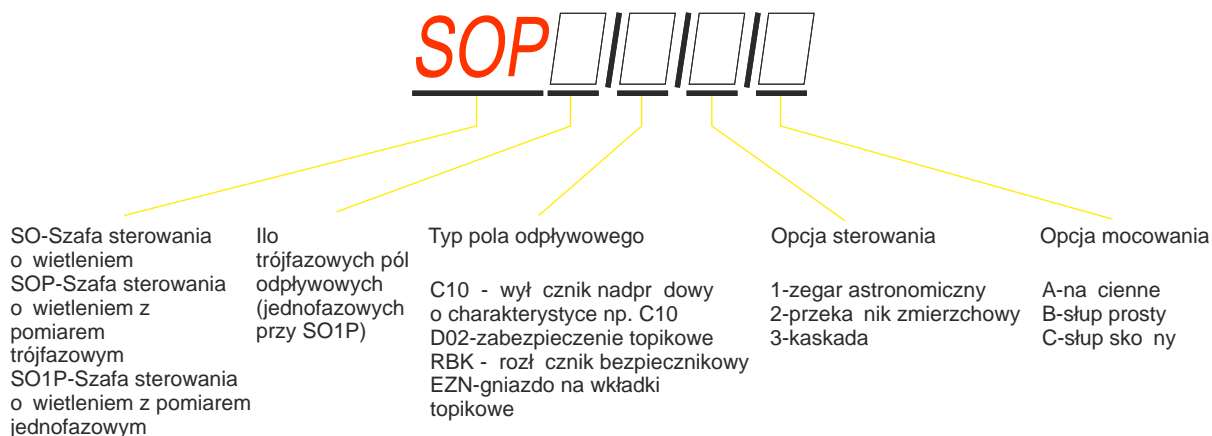 SOP / / /
SO-Szafa sterowania
o wietleniem
SOP-Szafa sterowania
o wietleniem z
pomiarem
trójfazowym
SO1P-Szafa sterowania
o wietleniem z pomiarem
jednofazowym
Ilo
trójfazowych pól
odpływowych
(jednofazowych
przy SO1P)
Typ pola odpływowego
C10 - wył cznik nadpr dowy
o charakterystyce np. C10
D02-zabezpieczenie topikowe
RBK - rozł cznik bezpiecznikowy
EZN-gniazdo na wkładki
topikowe
Opcja sterowania
1-zegar astronomiczny
2-przeka nik zmierzchowy
3-kaskada
Opcja mocowania
A-na cienne
B-słup prosty
C-słup sko ny